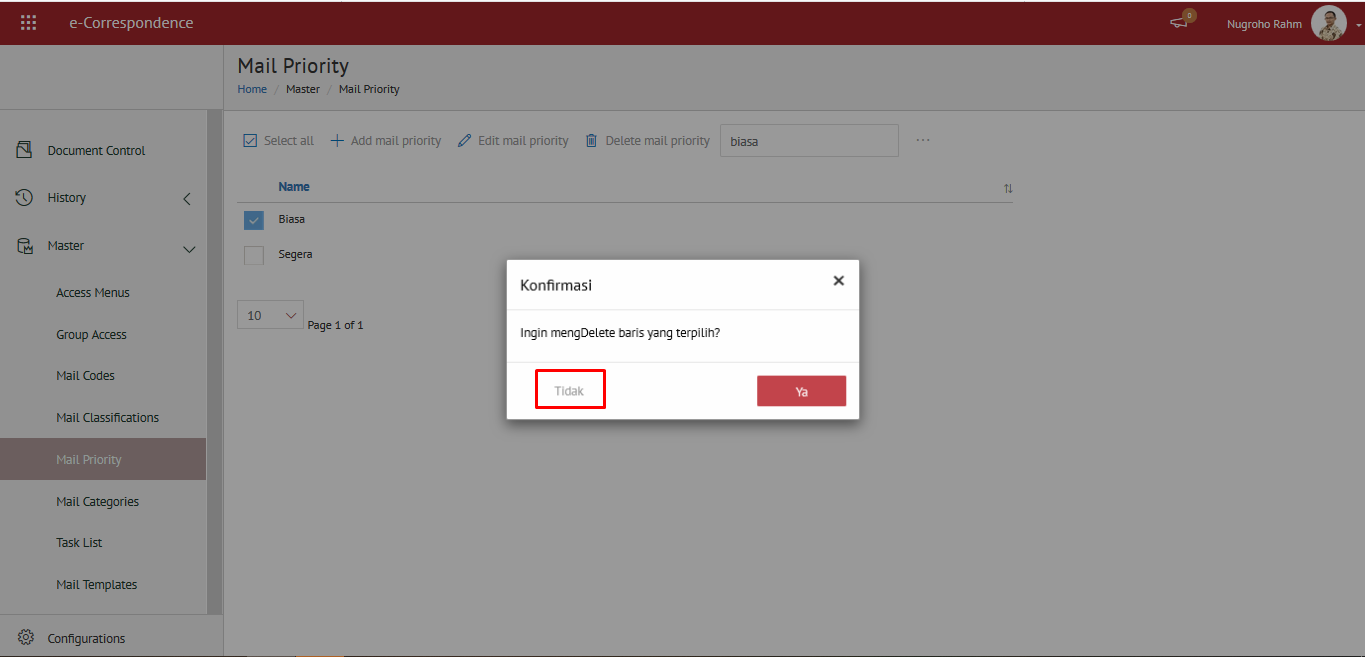 e-Correspondence
0
Nugroho Rahm
Mail Priority
Home / Master / Mail Priority
Document Control
History
Master
Access Menus
Group Access
Mail Codes
Mail Classifications
Mail Priority
Mail Categories
Task List
Mail Templates
Configurations
Select all
Add mail priority
Edit mail priority
Delete mail priority
biasa
...
Name
Biasa
Segera
10
Page 1 of 1
Konfirmasi
Ingin mengDelete baris yang terpilih?
Tidak
Ya